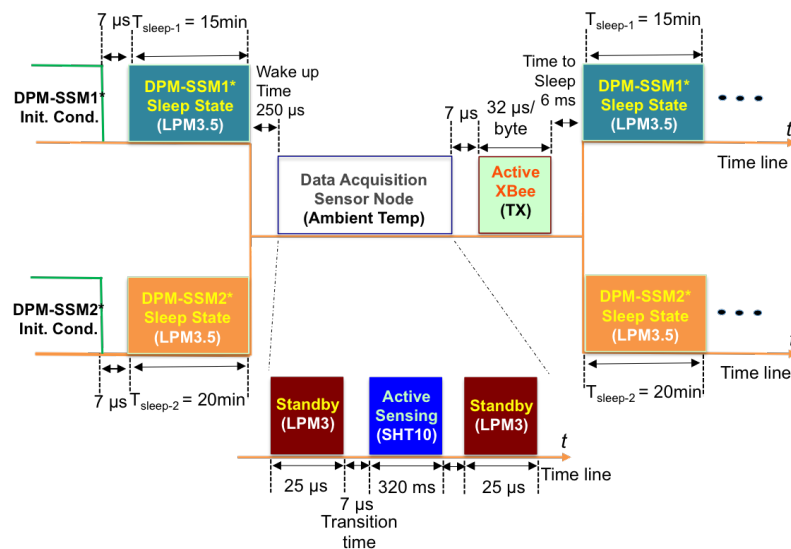 7 µs
T sleep-1 = 15min
DPM-SSM1*
Init. Cond.
DPM-SSM1*
Sleep State
(LPM3.5)
Wake up
Time
250 µs
Data Acquisition
Sensor Node
(Ambient Temp)
7 µs
32 µs/
byte
Active
XBee
(TX)
Time to
Sleep
6 ms
T sleep-1 = 15min
DPM-SSM1*
Sleep State
(LPM3.5)
t
Time line
DPM-SSM2*
Init. Cond.
DPM-SSM2*
Sleep State
(LPM3.5)
7 µs
T sleep-2 = 20min
DPM-SSM2*
Sleep State
(LPM3.5)
t
Time line
T sleep-2 = 20min
Standby
(LPM3)
Active
Sensing
(SHT10)
Standby
(LPM3)
t
Time line
25 µs
7 µs
Transition
time
320 ms
25 µs